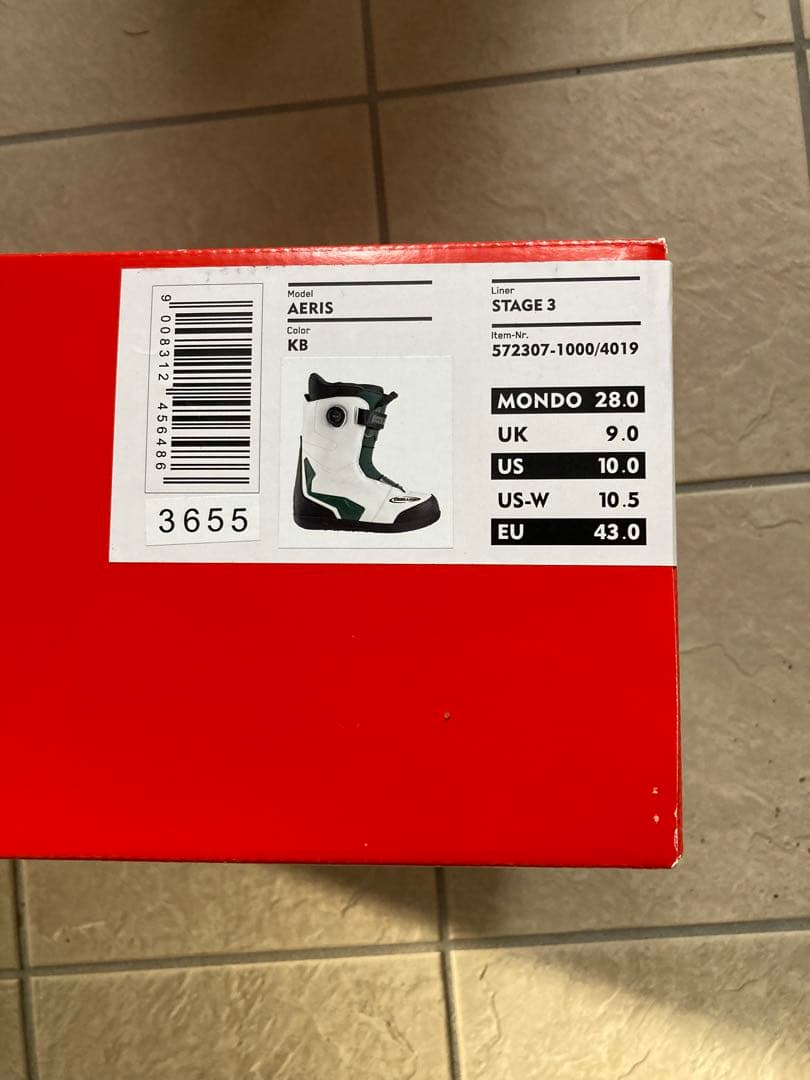 9 008312 456486
3655
Model
AERIS
Color
KB
Liner
STAGE 3
Item-Nr.
572307-1000/4019
MONDO 28.0
UK 9.0
US 10.0
US-W 10.5
EU 43.0